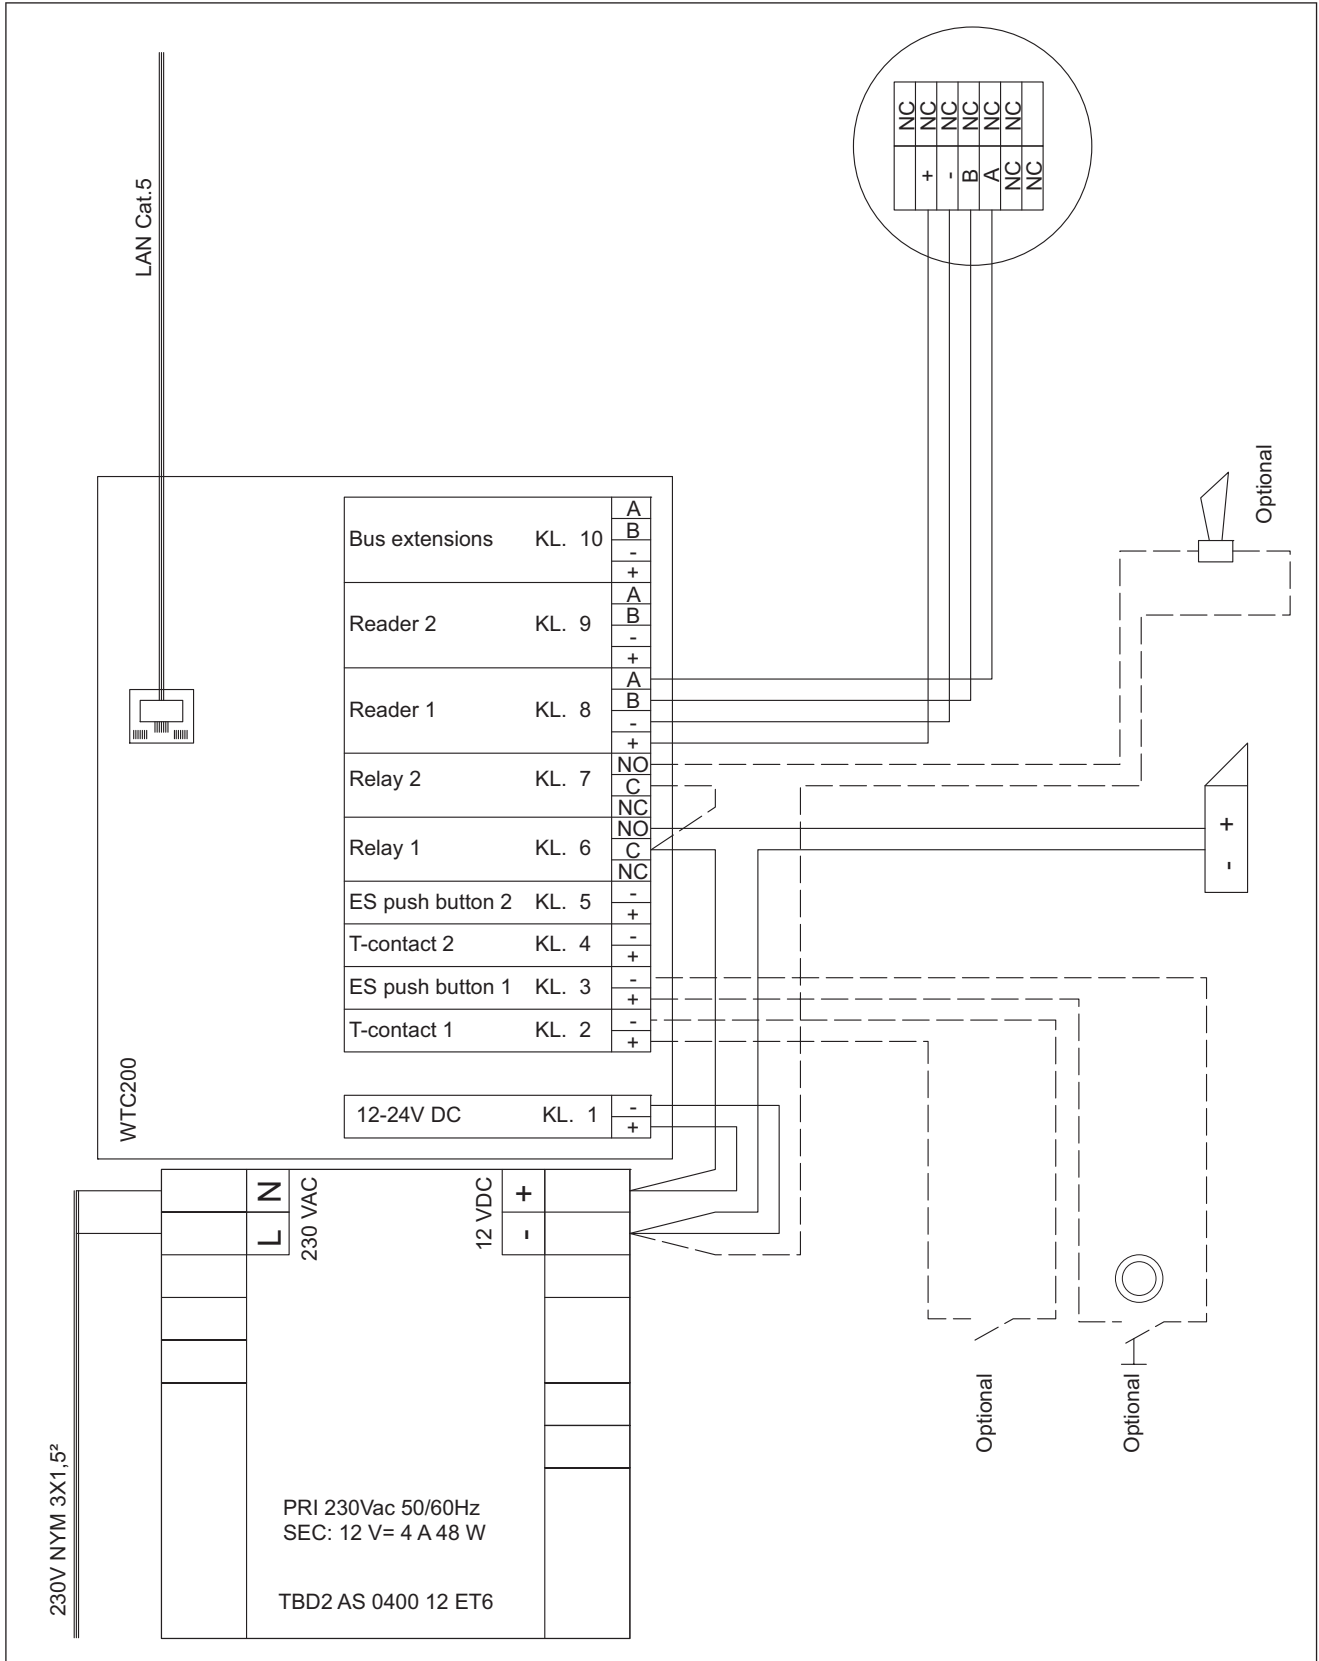 LAN Cat.5
NC
NC
NC
NC
NC
NC
+
-
B
A
NC
NC
Optional
Bus extensions KL. 10
A
B
-
+
Reader 2 KL. 9
A
B
-
+
Reader 1 KL. 8
A
B
-
+
Relay 2 KL. 7
NO
C
NC
Relay 1 KL. 6
NO
C
NC
+
-
ES push button 2 KL. 5
-
+
T-contact 2 KL. 4
-
+
ES push button 1 KL. 3
-
+
T-contact 1 KL. 2
-
+
WTC200
12-24V DC KL. 1
-
+
N
L
230 VAC
12 VDC
+
-
Optional
Optional
230V NYM 3X1,5²
PRI 230Vac 50/60Hz
SEC: 12 V= 4 A 48 W
TBD2 AS 0400 12 ET6